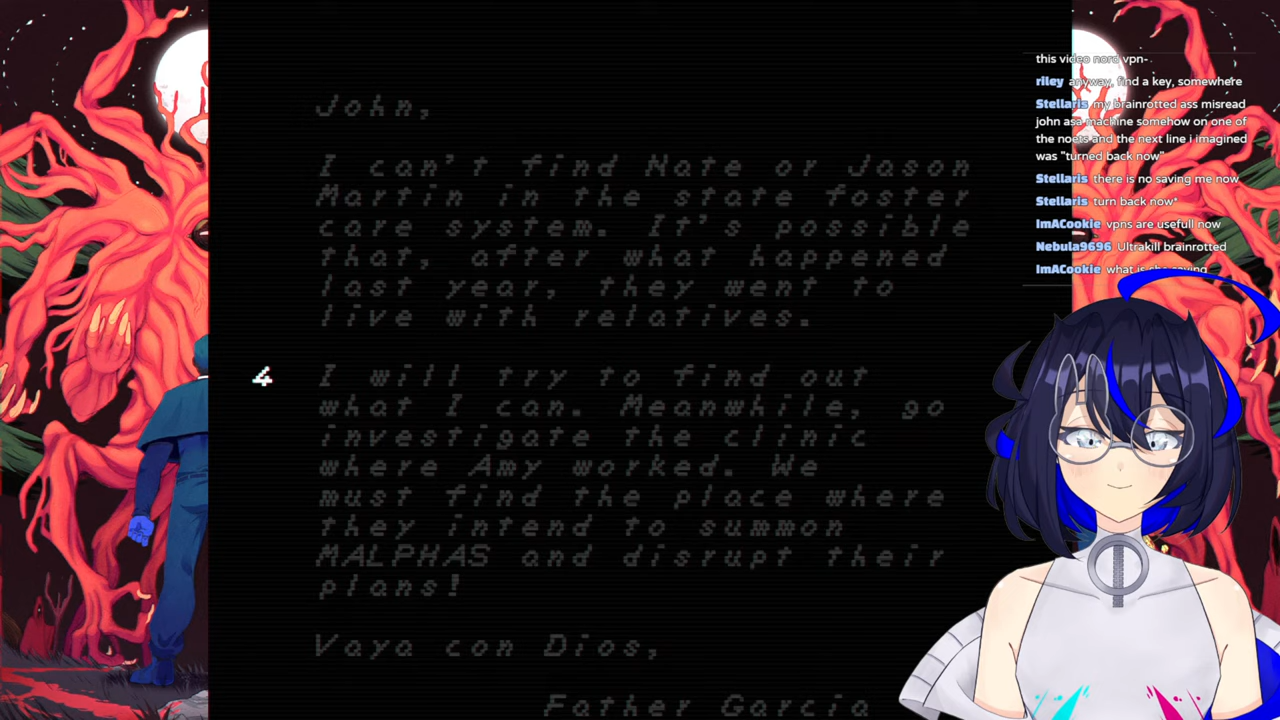 John,
I can't find Nate or Jason
Martin in the state foster
care system. It's possible
that, after what happened
last year, they went to
live with relatives.
4
I will try to find out
what I can. Meanwhile, go
investigate the clinic
where Amy worked. We
must find the place where
they intend to summon
MALPHAS and disrupt their
plans!
Vaya con Dios,
Father Garcia
this video nord vpn-
riley anyway, find a key, somewhere
Stellaris my brainrotted ass misread
john asa machine somehow on one of
the noets and the next line i imagined
was "turned back now"
Stellaris there is no saving me now
Stellaris turn back now*
ImACookie vpns are usefull now
Nebula9696 Ultrakill brainrotted
ImACookie what is she saying